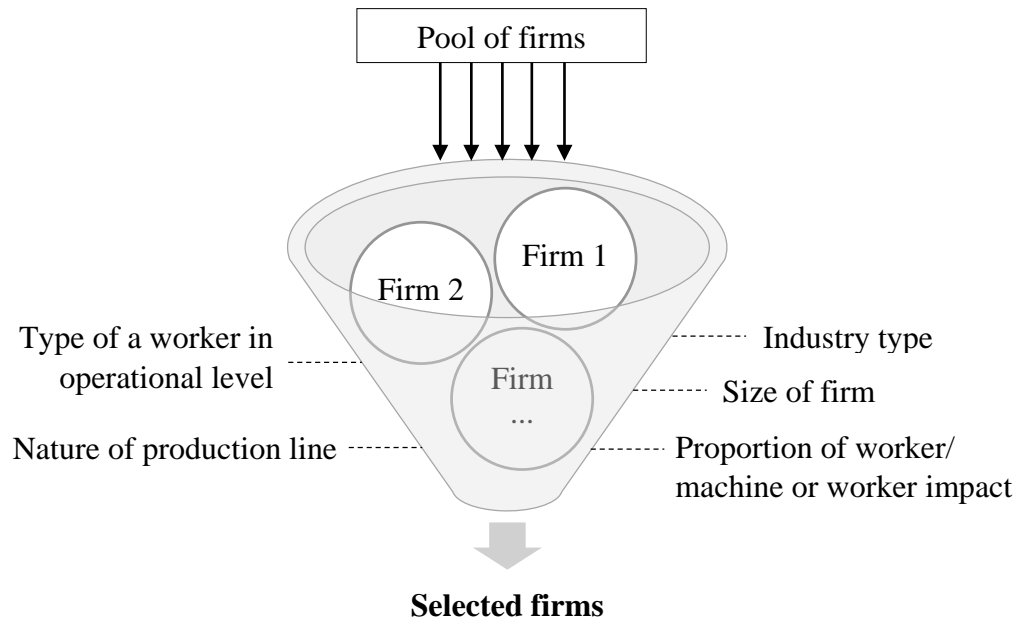 Pool of firms
Firm 1
Firm 2
Type of a worker in
operational level
Industry type
Firm
...
Size of firm
Nature of production line
Proportion of worker/
machine or worker impact
Selected firms